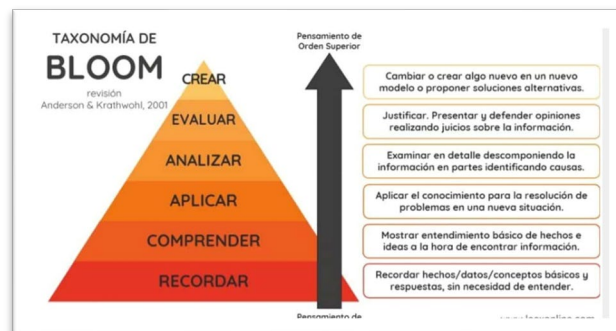 TAXONOMÍA DE
BLOOM
revisión
Anderson & Krathwohl, 2001
Pensamiento de
Orden Superior
CREAR
Cambiar o crear algo nuevo en un nuevo
modelo o proponer soluciones alternativas.
EVALUAR
Justificar. Presentar y defender opiniones
realizando juicios sobre la información.
ANALIZAR
Examinar en detalle descomponiendo la
información en partes identificando causas.
APLICAR
Aplicar el conocimiento para la resolución de
problemas en una nueva situación.
COMPRENDER
Mostrar entendimiento básico de hechos e
ideas a la hora de encontrar información.
RECORDAR
Recordar hechos/datos/conceptos básicos y
respuestas, sin necesidad de entender.
Pensamiento de